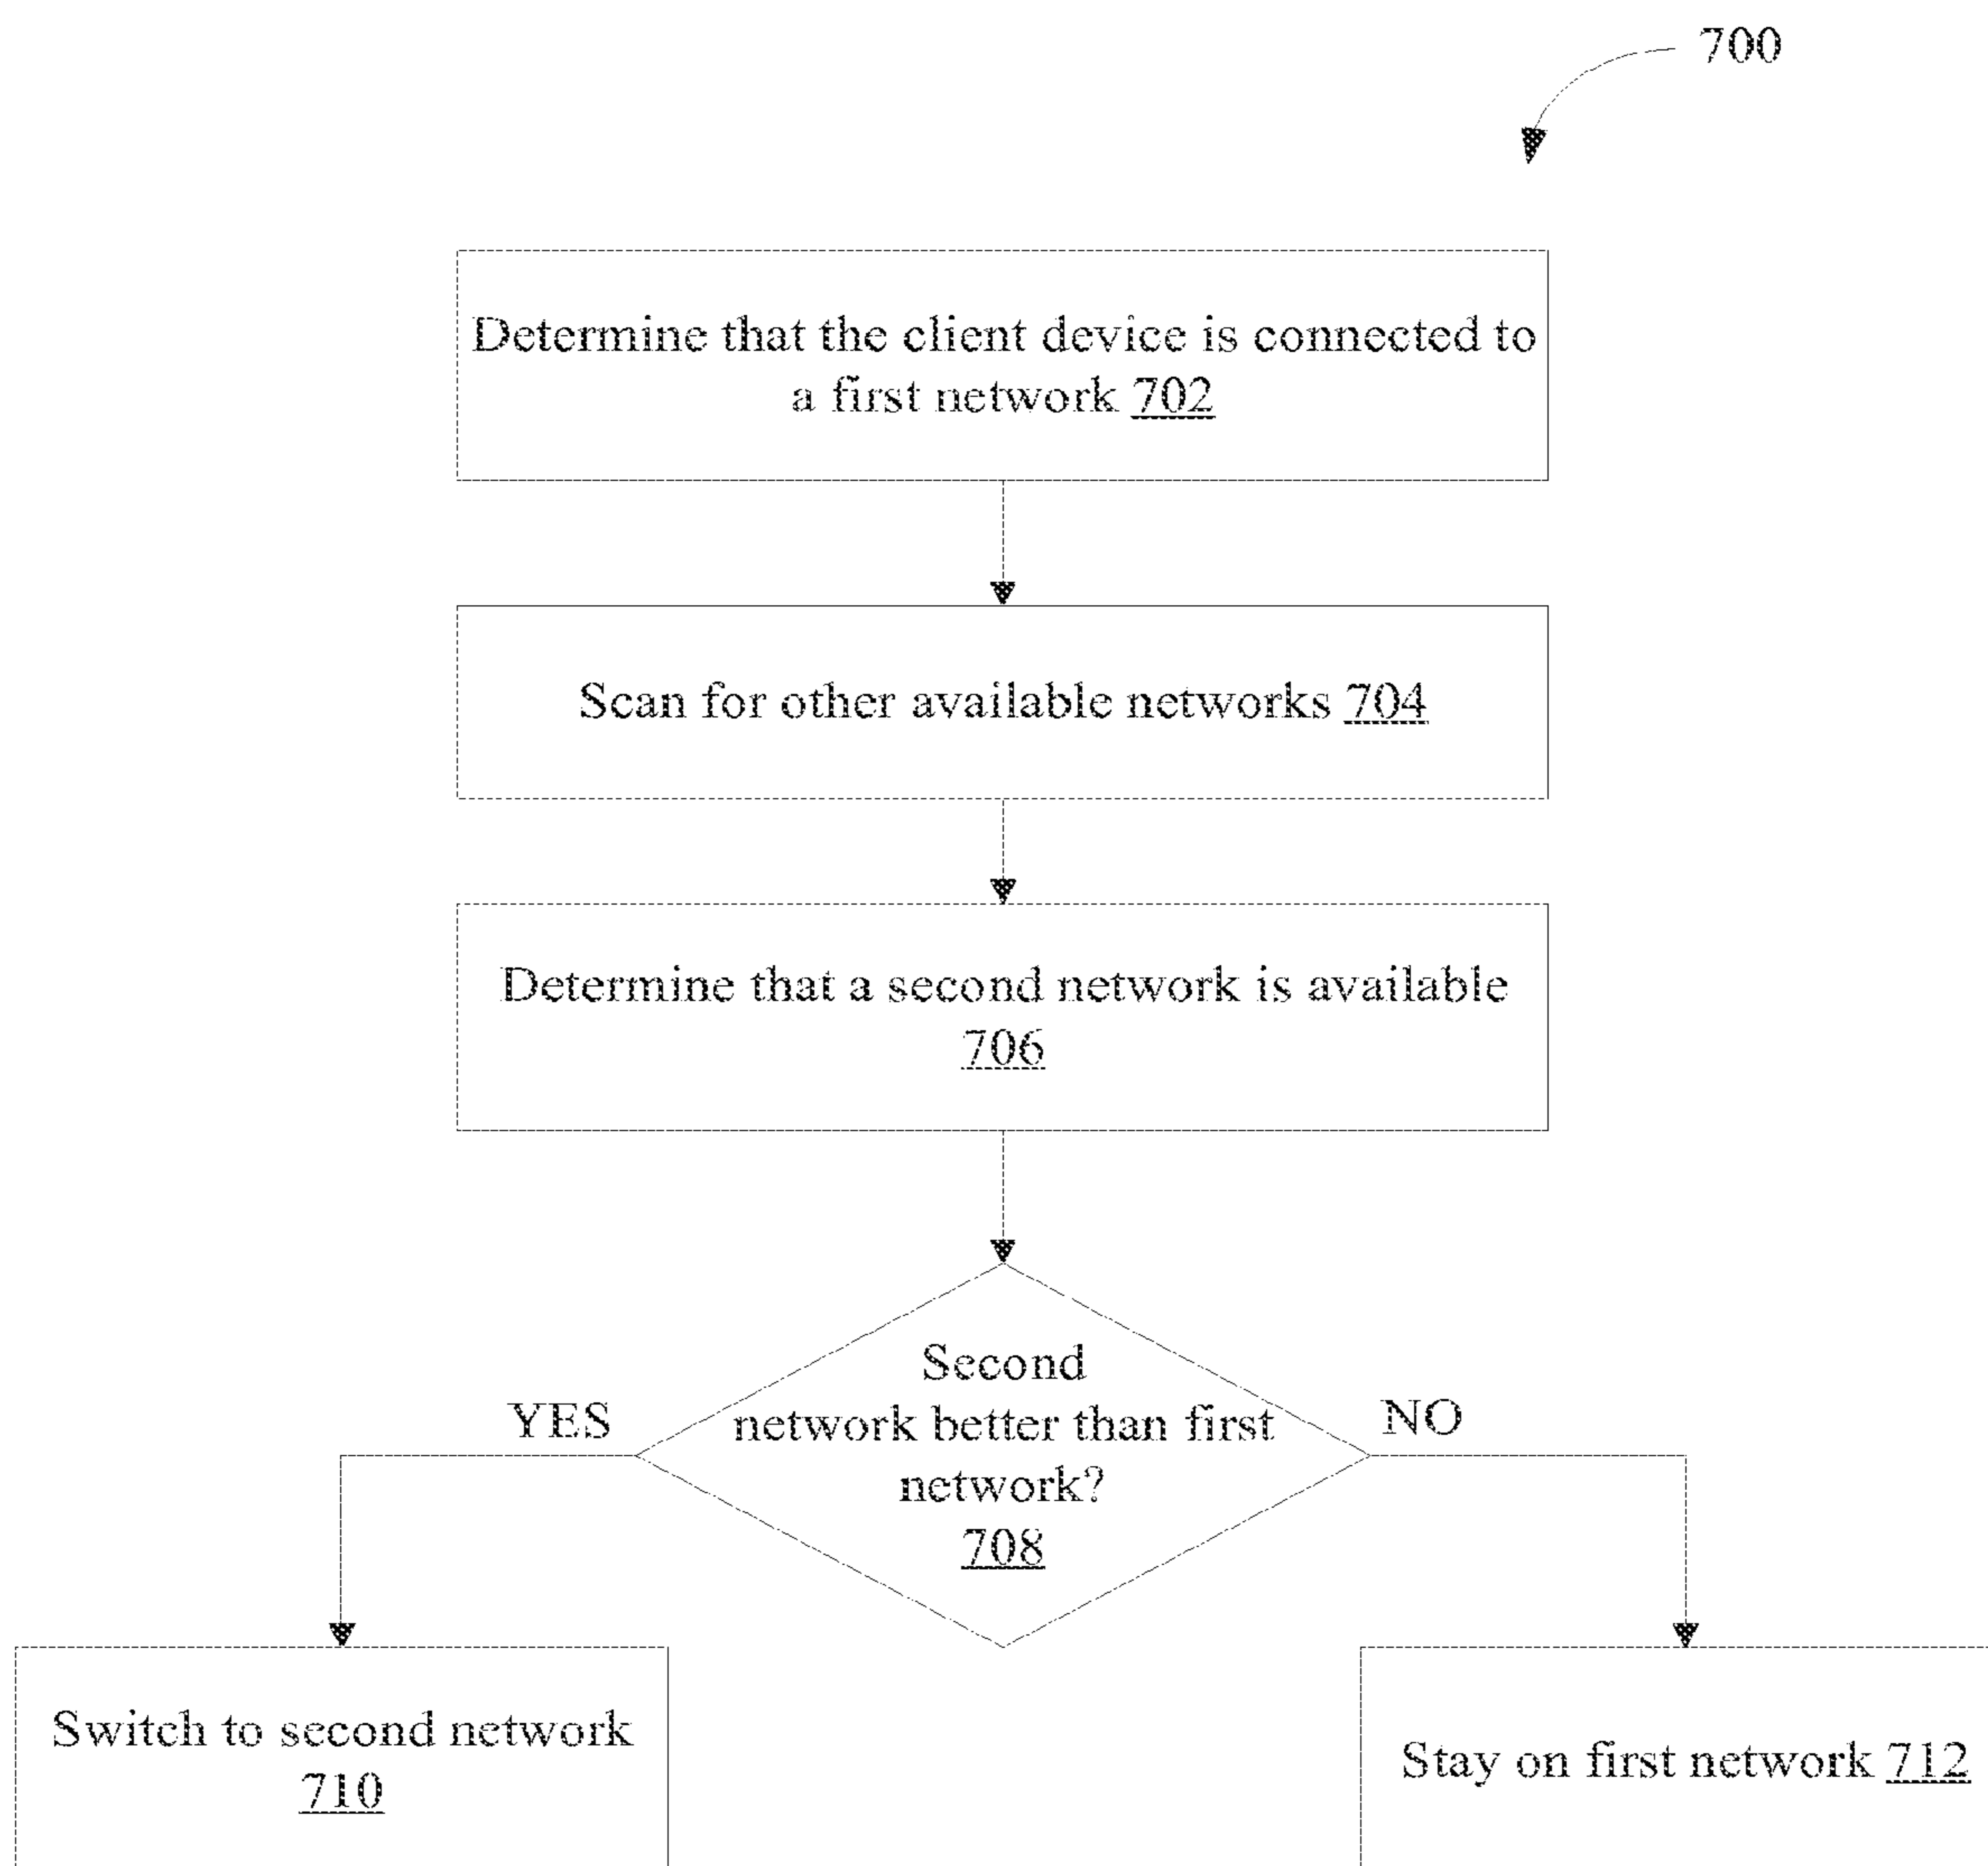 700
Determine that the client device is connected to
a first network 702
Scan for other available networks 704
Determine that a second network is available
706
Second
network better than first
network?
708
YES
NO
Switch to second network
710
Stay on first network 712